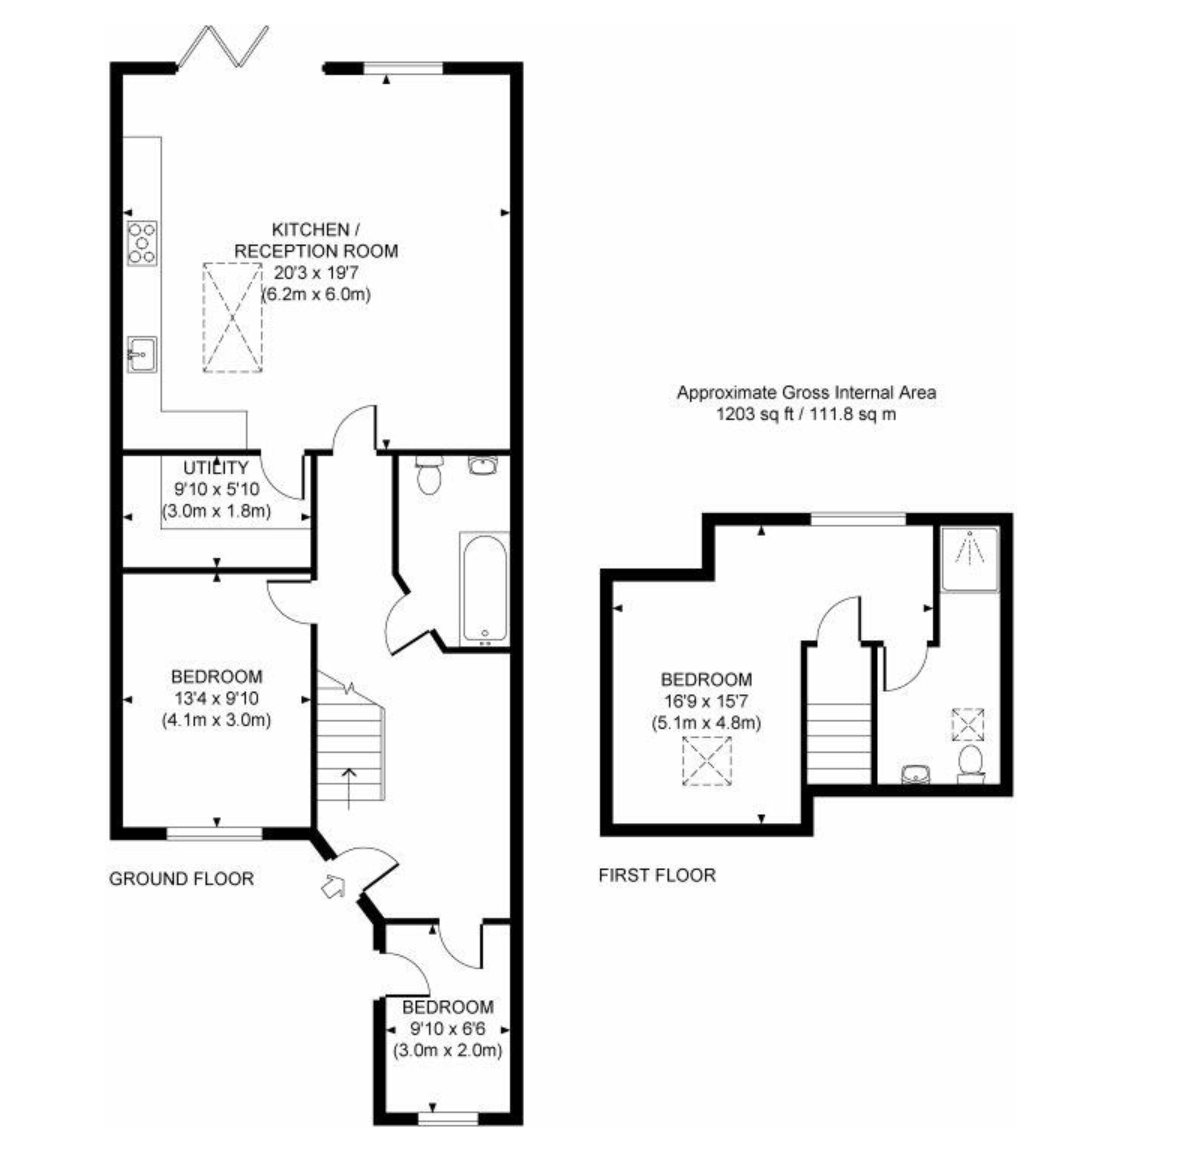 KITCHEN /
RECEPTION ROOM
20'3 x 19'7
(6.2m x 6.0m)
UTILITY
9'10 x 5'10
(3.0m x 1.8m)
BEDROOM
13'4 x 9'10
(4.1m x 3.0m)
GROUND FLOOR
BEDROOM
9'10 x 6'6
(3.0m x 2.0m)
Approximate Gross Internal Area
1203 sq ft / 111.8 sq m
BEDROOM
16'9 x 15'7
(5.1m x 4.8m)
FIRST FLOOR